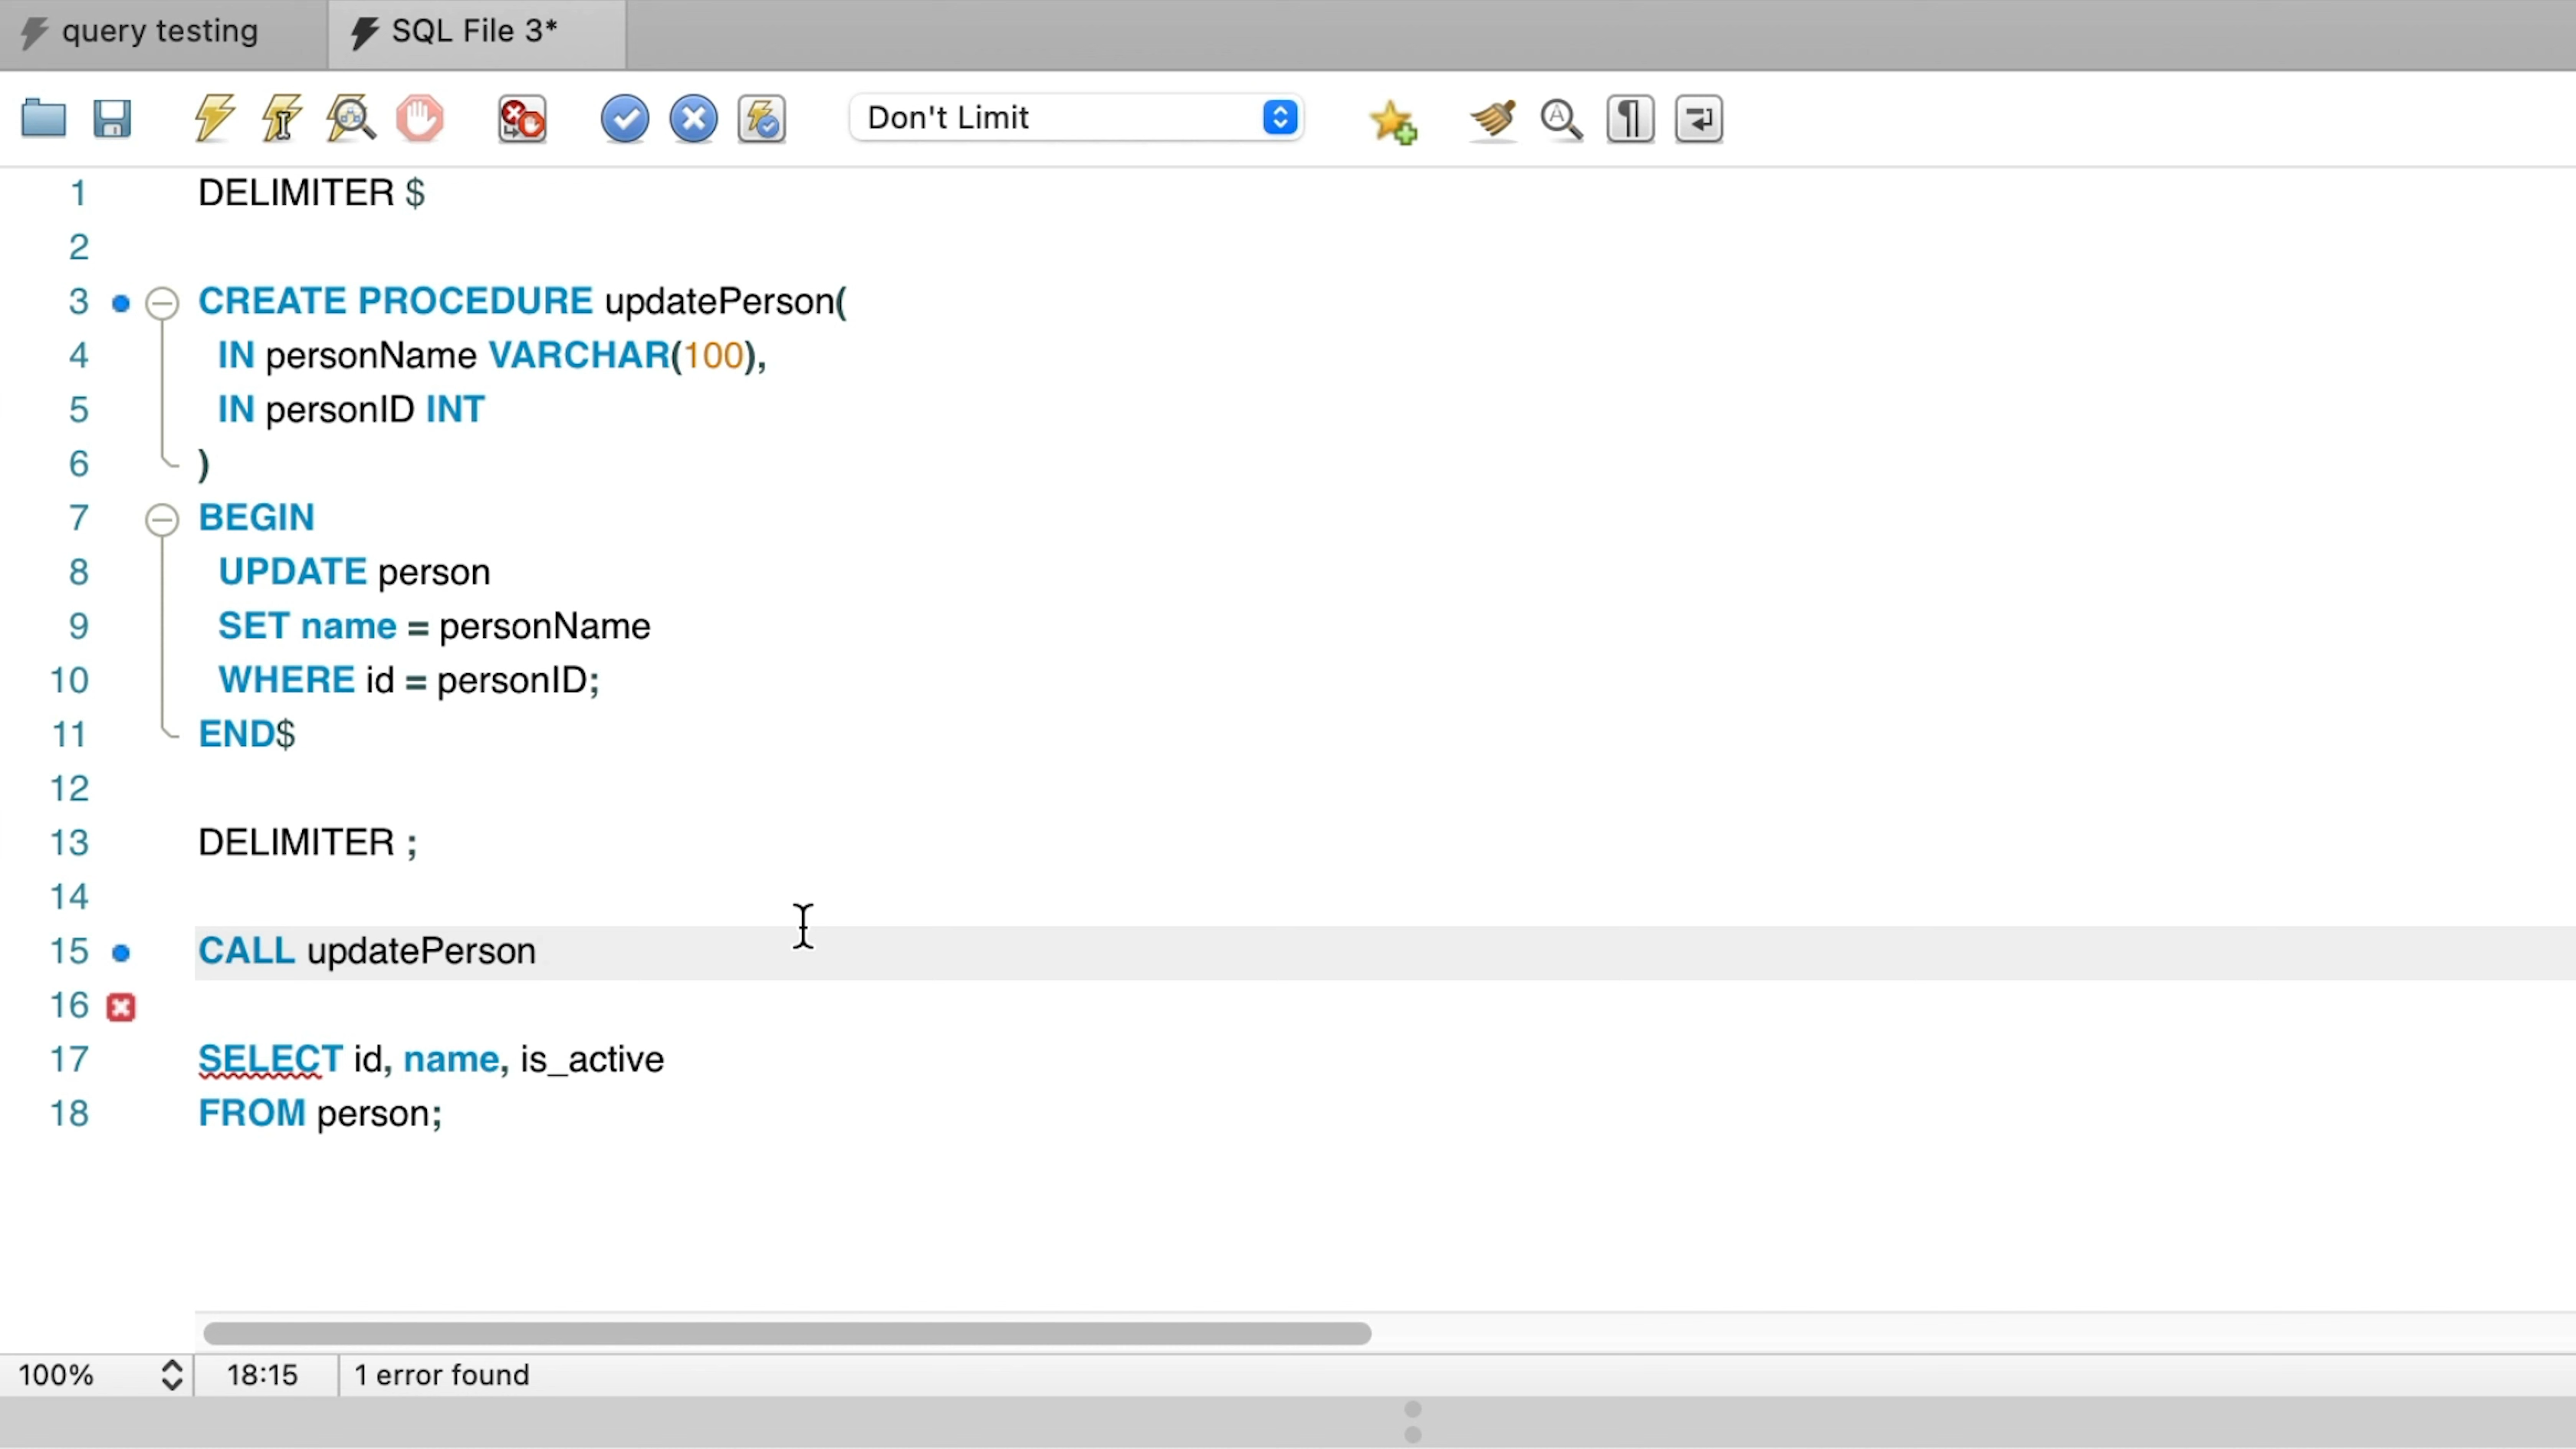 query testing
SQL File 3*
Don't Limit
1 DELIMITER $
2
3 CREATE PROCEDURE updatePerson(
4 IN personName VARCHAR(100),
5 IN personID INT
6 )
7 BEGIN
8 UPDATE person
9 SET name = personName
10 WHERE id = personID;
11 END$
12
13 DELIMITER ;
14
15 CALL updatePerson
16
17 SELECT id, name, is_active
18 FROM person;
100% 18:15 1 error found